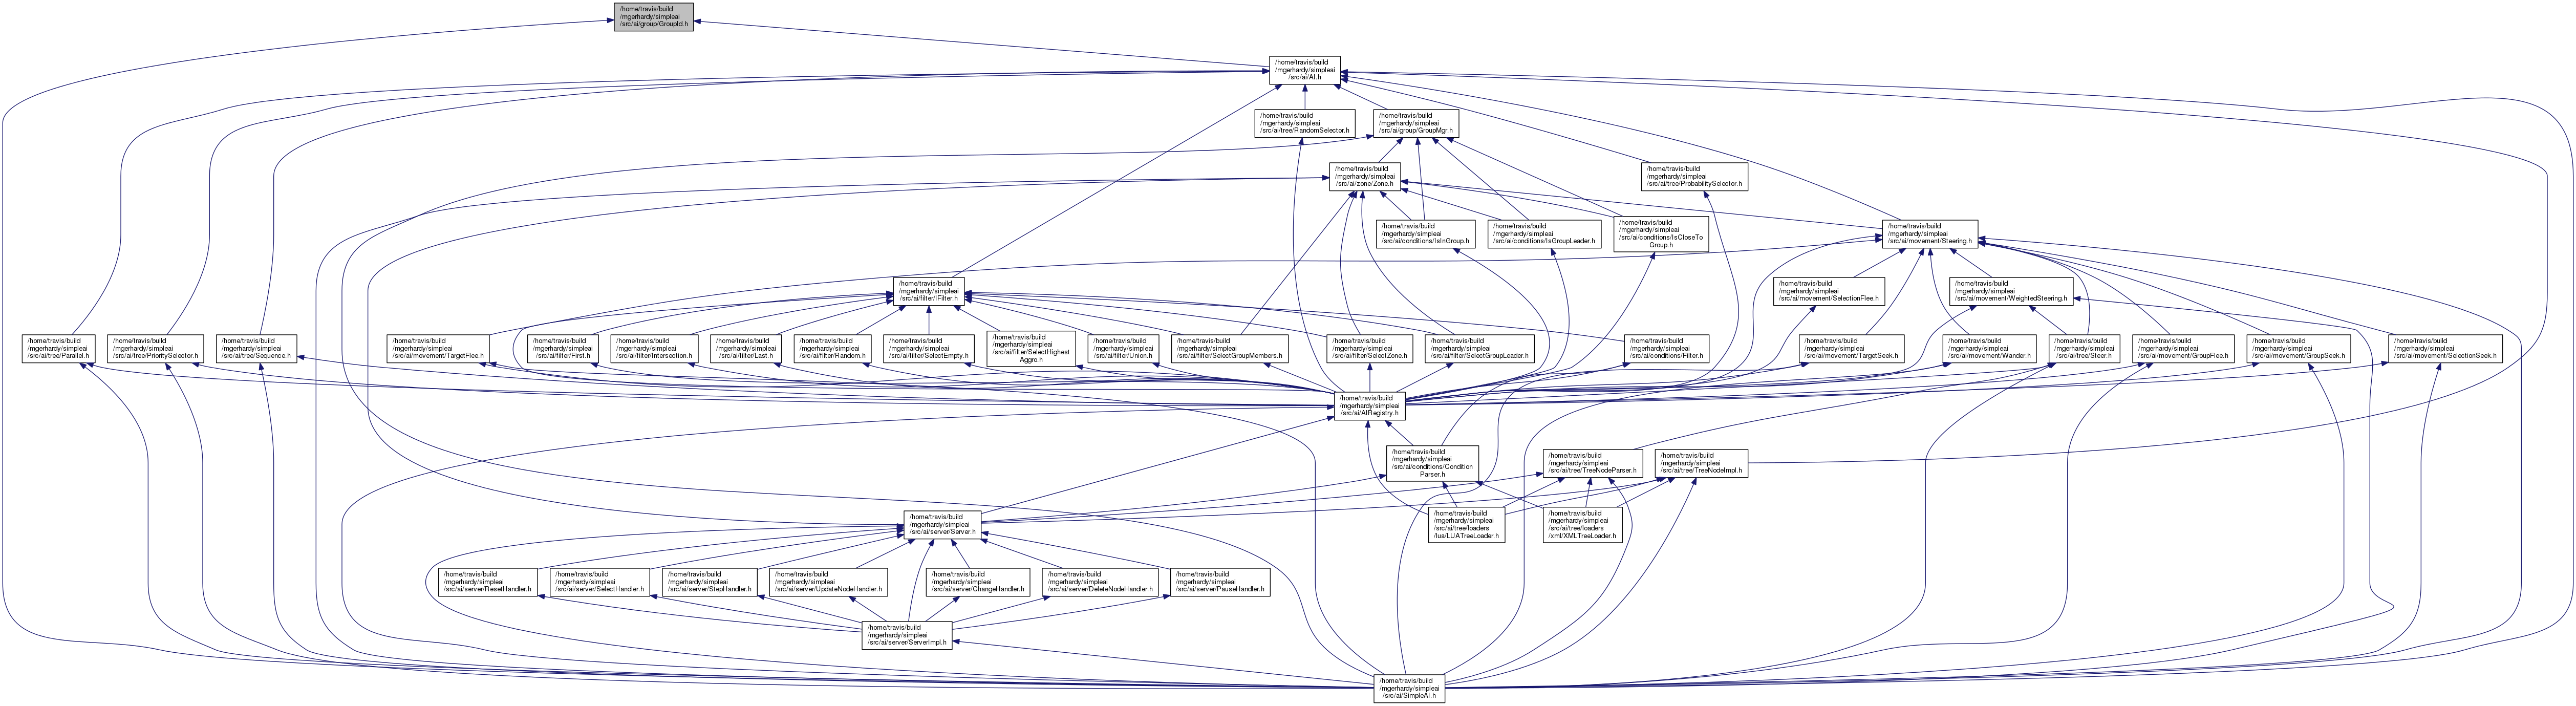 /home/travis/build
/mgerhardy/simpleai
/src/ai/group/GroupId.h
/home/travis/build
/mgerhardy/simpleai
/src/ai/AI.h
/home/travis/build
/mgerhardy/simpleai
/src/ai/tree/RandomSelector.h
/home/travis/build
/mgerhardy/simpleai
/src/ai/group/GroupMgr.h
/home/travis/build
/mgerhardy/simpleai
/src/ai/zone/Zone.h
/home/travis/build
/mgerhardy/simpleai
/src/ai/tree/ProbabilitySelector.h
/home/travis/build
/mgerhardy/simpleai
/src/ai/conditions/IsInGroup.h
/home/travis/build
/mgerhardy/simpleai
/src/ai/conditions/IsGroupLeader.h
/home/travis/build
/mgerhardy/simpleai
/src/ai/conditions/IsCloseTo
Group.h
/home/travis/build
/mgerhardy/simpleai
/src/ai/movement/Steering.h
/home/travis/build
/mgerhardy/simpleai
/src/ai/filter/IFilter.h
/home/travis/build
/mgerhardy/simpleai
/src/ai/movement/SelectionFlee.h
/home/travis/build
/mgerhardy/simpleai
/src/ai/movement/WeightedSteering.h
/home/travis/build
/mgerhardy/simpleai
/src/ai/tree/Parallel.h
/home/travis/build
/mgerhardy/simpleai
/src/ai/tree/PrioritySelector.h
/home/travis/build
/mgerhardy/simpleai
/src/ai/tree/Sequence.h
/home/travis/build
/mgerhardy/simpleai
/src/ai/movement/TargetFlee.h
/home/travis/build
/mgerhardy/simpleai
/src/ai/filter/First.h
/home/travis/build
/mgerhardy/simpleai
/src/ai/filter/Intersection.h
/home/travis/build
/mgerhardy/simpleai
/src/ai/filter/Last.h
/home/travis/build
/mgerhardy/simpleai
/src/ai/filter/Random.h
/home/travis/build
/mgerhardy/simpleai
/src/ai/filter/SelectEmpty.h
/home/travis/build
/mgerhardy/simpleai
/src/ai/filter/SelectHighest
Aggro.h
/home/travis/build
/mgerhardy/simpleai
/src/ai/filter/Union.h
/home/travis/build
/mgerhardy/simpleai
/src/ai/filter/SelectGroupMembers.h
/home/travis/build
/mgerhardy/simpleai
/src/ai/filter/SelectZone.h
/home/travis/build
/mgerhardy/simpleai
/src/ai/filter/SelectGroupLeader.h
/home/travis/build
/mgerhardy/simpleai
/src/ai/conditions/Filter.h
/home/travis/build
/mgerhardy/simpleai
/src/ai/movement/TargetSeek.h
/home/travis/build
/mgerhardy/simpleai
/src/ai/movement/Wander.h
/home/travis/build
/mgerhardy/simpleai
/src/ai/tree/Steer.h
/home/travis/build
/mgerhardy/simpleai
/src/ai/movement/GroupFlee.h
/home/travis/build
/mgerhardy/simpleai
/src/ai/movement/GroupSeek.h
/home/travis/build
/mgerhardy/simpleai
/src/ai/movement/SelectionSeek.h
/home/travis/build
/mgerhardy/simpleai
/src/ai/AIRegistry.h
/home/travis/build
/mgerhardy/simpleai
/src/ai/conditions/Condition
Parser.h
/home/travis/build
/mgerhardy/simpleai
/src/ai/tree/TreeNodeParser.h
/home/travis/build
/mgerhardy/simpleai
/src/ai/tree/TreeNodeImpl.h
/home/travis/build
/mgerhardy/simpleai
/src/ai/server/Server.h
/home/travis/build
/mgerhardy/simpleai
/src/ai/tree/loaders
/lua/LUATreeLoader.h
/home/travis/build
/mgerhardy/simpleai
/src/ai/tree/loaders
/xml/XMLTreeLoader.h
/home/travis/build
/mgerhardy/simpleai
/src/ai/server/ResetHandler.h
/home/travis/build
/mgerhardy/simpleai
/src/ai/server/SelectHandler.h
/home/travis/build
/mgerhardy/simpleai
/src/ai/server/StepHandler.h
/home/travis/build
/mgerhardy/simpleai
/src/ai/server/UpdateNodeHandler.h
/home/travis/build
/mgerhardy/simpleai
/src/ai/server/ChangeHandler.h
/home/travis/build
/mgerhardy/simpleai
/src/ai/server/DeleteNodeHandler.h
/home/travis/build
/mgerhardy/simpleai
/src/ai/server/PauseHandler.h
/home/travis/build
/mgerhardy/simpleai
/src/ai/server/ServerImpl.h
/home/travis/build
/mgerhardy/simpleai
/src/ai/SimpleAI.h